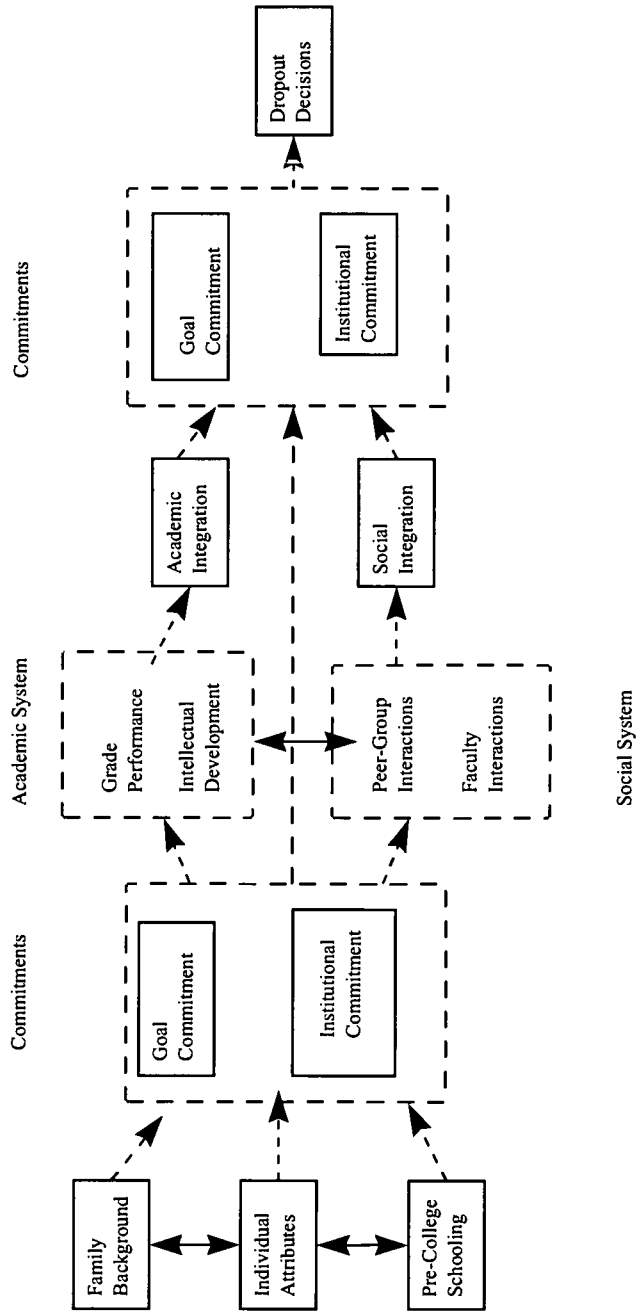 Commitments
Academic System
Commitments
Family
Background
Individual
Attributes
Pre-College
Schooling
Goal
Commitment
Institutional
Commitment
Grade
Performance
Intellectual
Development
Peer-Group
Interactions
Faculty
Interactions
Academic
Integration
Social
Integration
Goal
Commitment
Institutional
Commitment
Dropout
Decisions
Social System